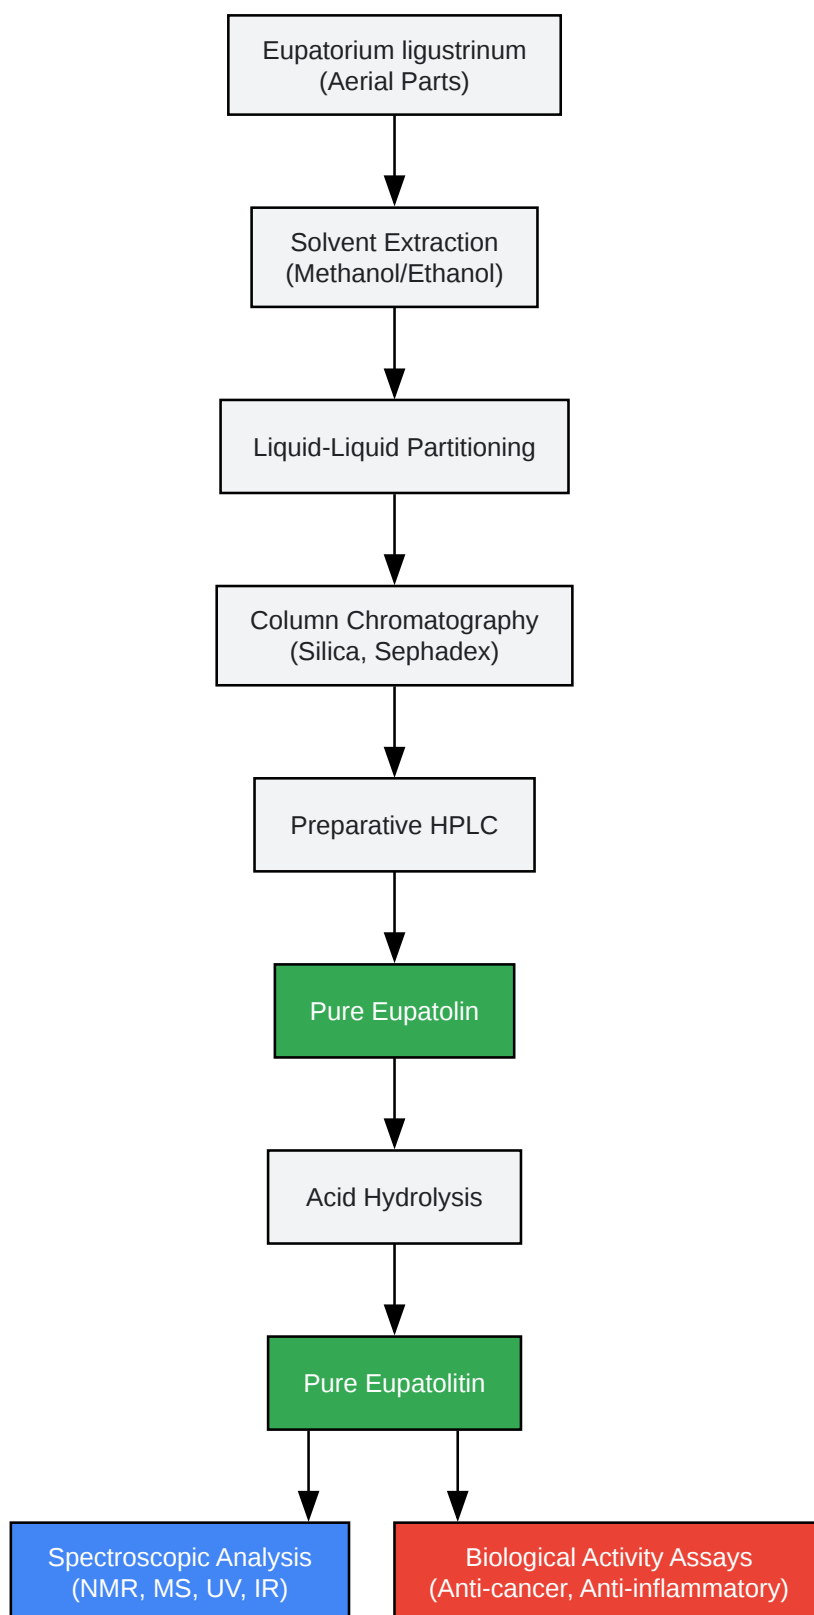 Eupatorium ligustrinum
(Aerial Parts)
Solvent Extraction
(Methanol/Ethanol)
Liquid-Liquid Partitioning
Column Chromatography
(Silica, Sephadex)
Preparative HPLC
Pure Eupatolin
Acid Hydrolysis
Pure Eupatolitin
Spectroscopic Analysis
(NMR, MS, UV, IR)
Biological Activity Assays
(Anti-cancer, Anti-inflammatory)